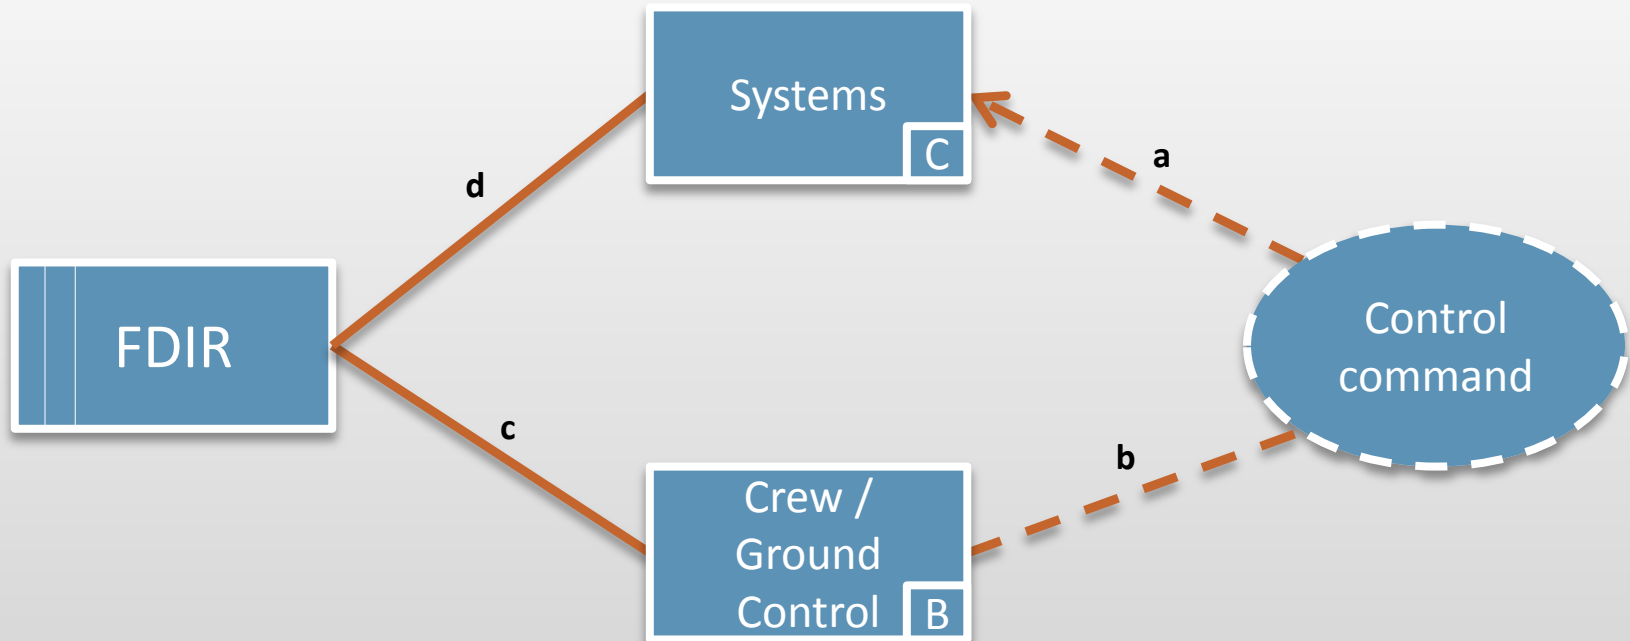 Systems
C
a
d
FDIR
Control
command
c
b
Crew /
Ground
Control
B